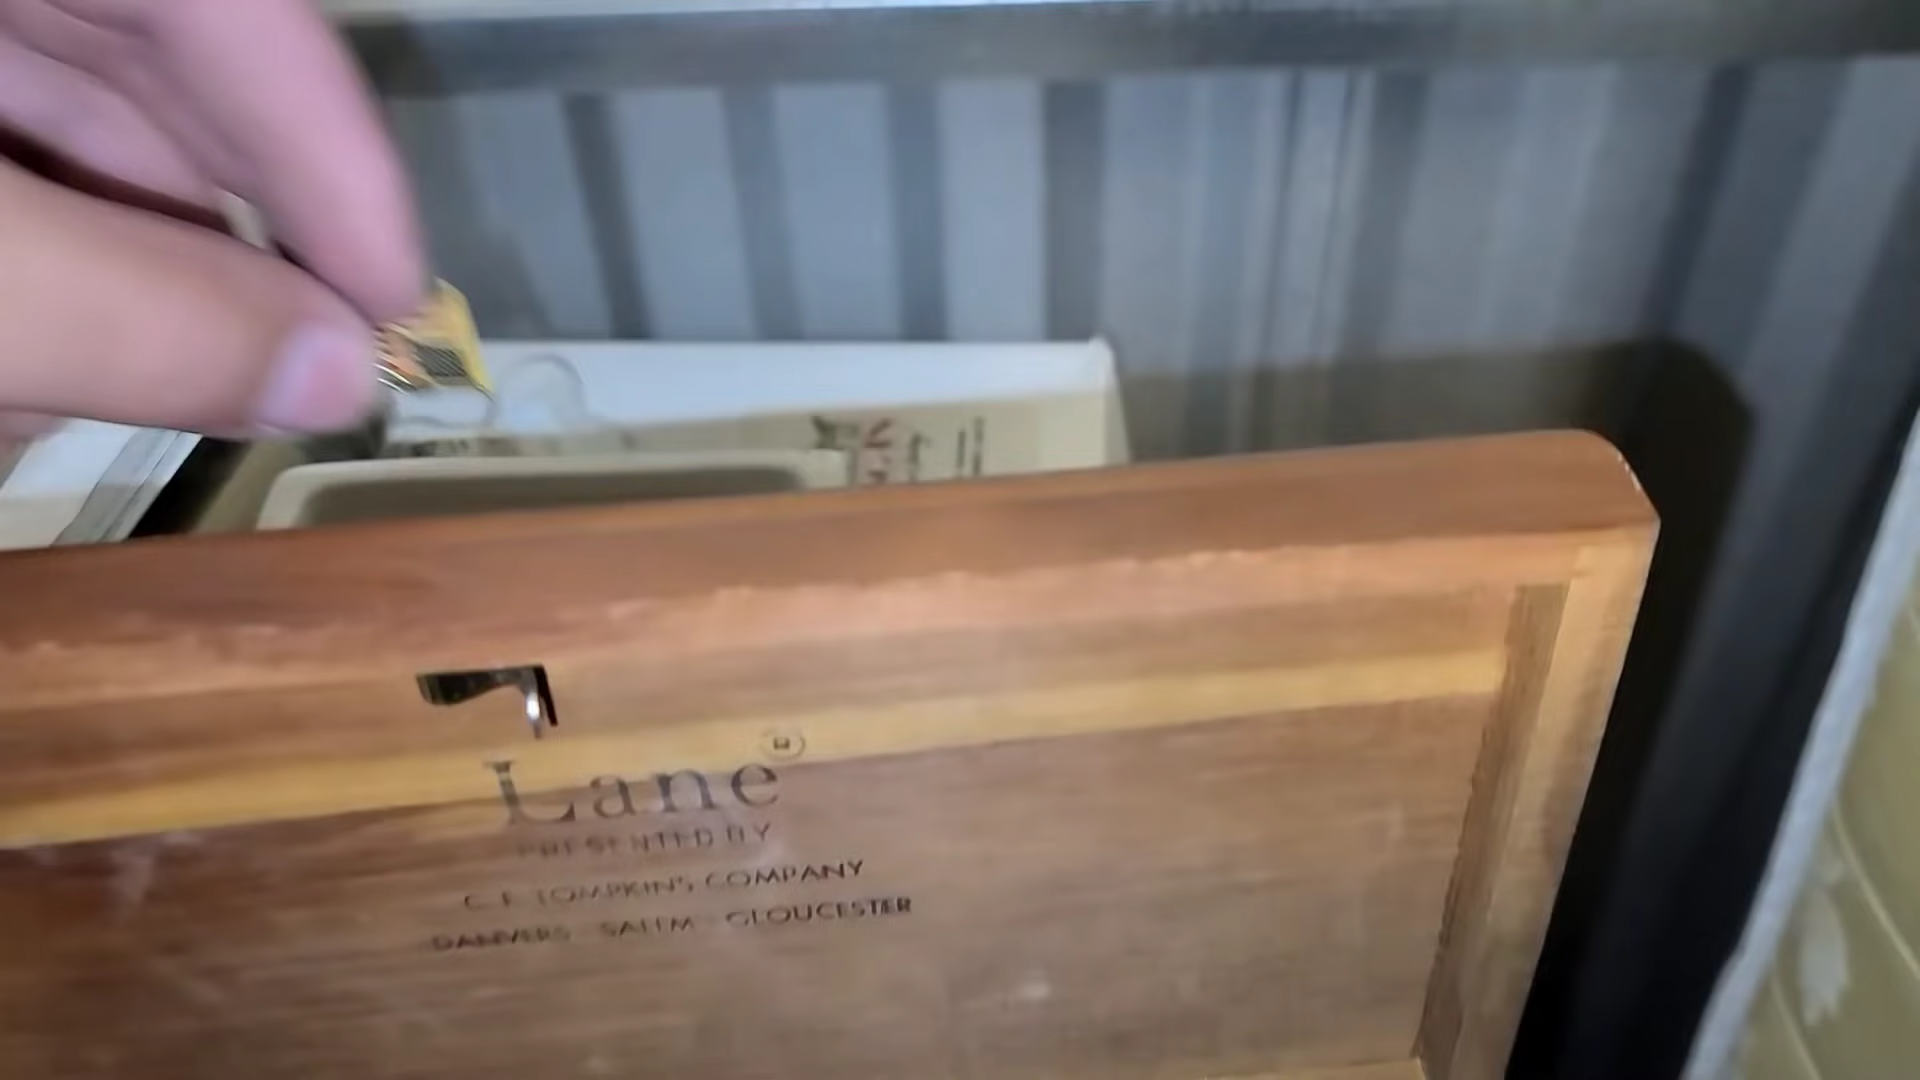 Lane®
PRESENTED BY
C. F. TOMPKINS COMPANY
DANVERS SALEM GLOUCESTER